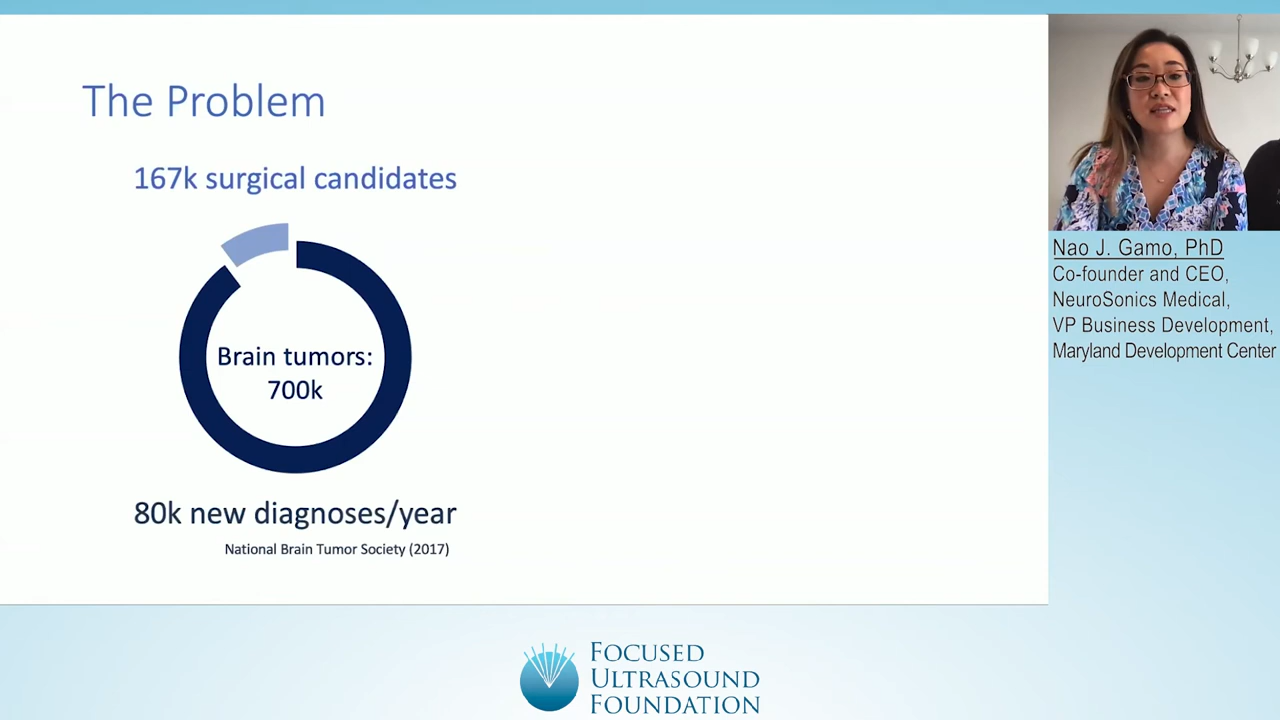 The Problem
167k surgical candidates
Brain tumors:
700k
80k new diagnoses/year
National Brain Tumor Society (2017)
Nao J. Gamo, PhD
Co-founder and CEO,
NeuroSonics Medical,
VP Business Development,
Maryland Development Center
FOCUSED
ULTRASOUND
FOUNDATION